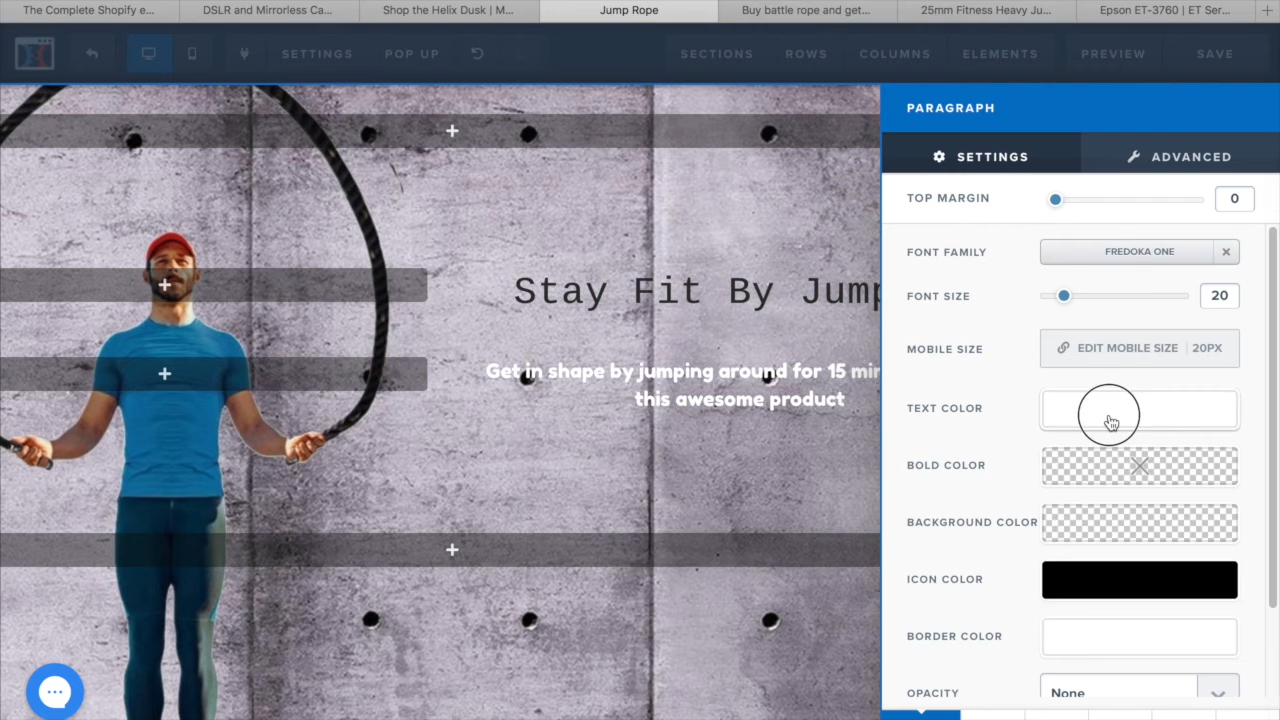 The Complete Shopify e...
DSLR and Mirrorless Ca...
Shop the Helix Dusk | M...
Jump Rope
Buy battle rope and get...
25mm Fitness Heavy Ju...
Epson ET-3760 | ET Ser...
SETTINGS
POP UP
SECTIONS
ROWS
COLUMNS
ELEMENTS
PREVIEW
SAVE
PARAGRAPH
SETTINGS
ADVANCED
TOP MARGIN
0
FONT FAMILY
FREDOKA ONE
FONT SIZE
20
MOBILE SIZE
EDIT MOBILE SIZE
20PX
TEXT COLOR
BOLD COLOR
BACKGROUND COLOR
ICON COLOR
BORDER COLOR
OPACITY
None
Stay Fit By Jump
Get in shape by jumping around for 15 min
this awesome product